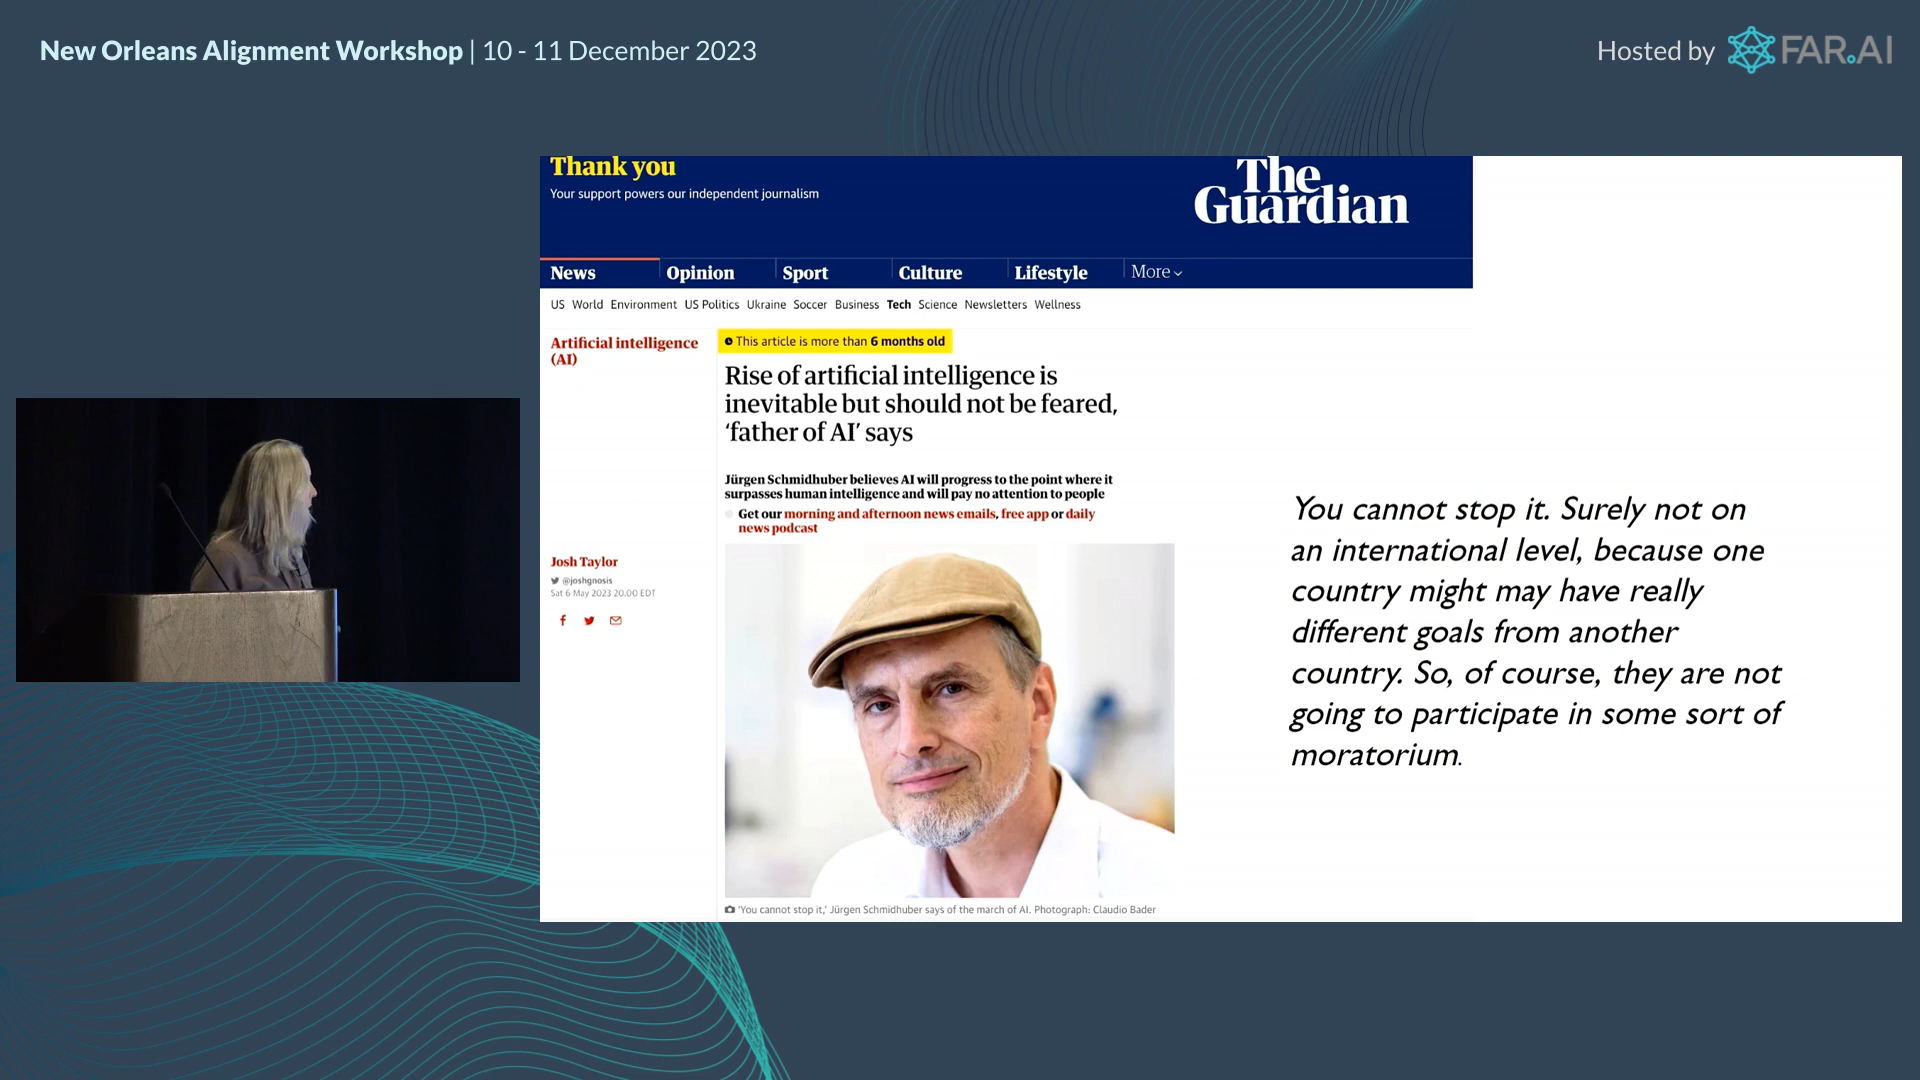 New Orleans Alignment Workshop | 10 - 11 December 2023
Hosted by FAR.AI
Thank you
Your support powers our independent journalism
The
Guardian
News Opinion Sport Culture Lifestyle More
US World Environment US Politics Ukraine Soccer Business Tech Science Newsletters Wellness
Artificial intelligence
(AI)
This article is more than 6 months old
Rise of artificial intelligence is
inevitable but should not be feared,
‘father of AI’ says
Jürgen Schmidhuber believes AI will progress to the point where it
surpasses human intelligence and will pay no attention to people
Get our morning and afternoon news emails, free app or daily
news podcast
Josh Taylor
@joshgnosis
Sat 6 May 2023 20.00 EDT
‘You cannot stop it,’ Jürgen Schmidhuber says of the march of AI. Photograph: Claudio Bader
You cannot stop it. Surely not on
an international level, because one
country might may have really
different goals from another
country. So, of course, they are not
going to participate in some sort of
moratorium.